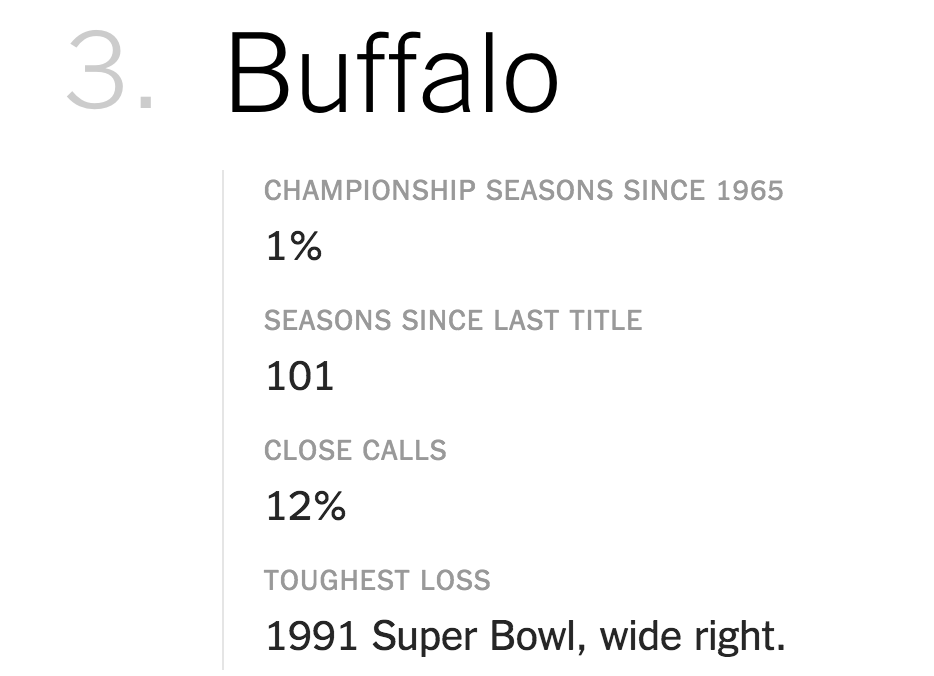 3. Buffalo
CHAMPIONSHIP SEASONS SINCE 1965
1%
SEASONS SINCE LAST TITLE
101
CLOSE CALLS
12%
TOUGHEST LOSS
1991 Super Bowl, wide right.